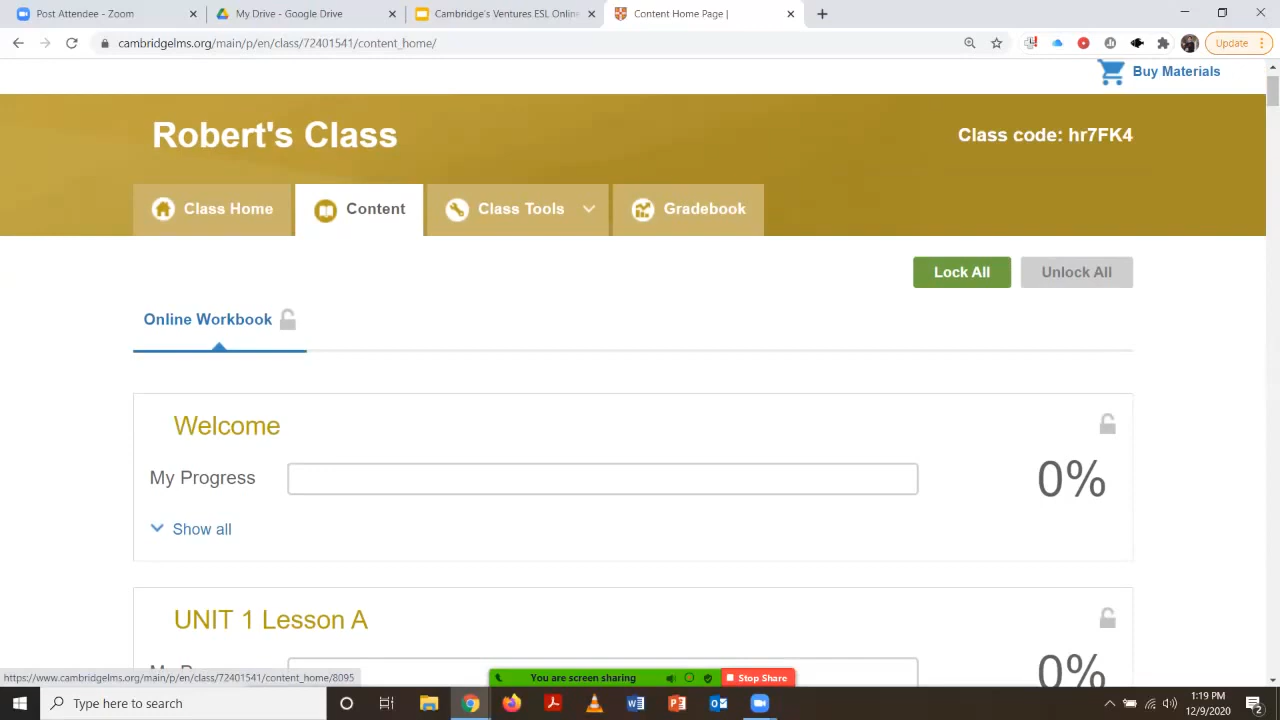 Post Attendee - Zoom
My Drive - Google Drive
Cambridge's Ventures ESL Online
Content Home Page |
cambridgelms.org/main/p/en/class/72401541/content_home/
Update
Buy Materials
Robert's Class
Class code: hr7FK4
Class Home
Content
Class Tools
Gradebook
Lock All
Unlock All
Online Workbook
Welcome
My Progress
0%
Show all
UNIT 1 Lesson A
0%
https://www.cambridgelms.org/main/p/en/class/72401541/content_home/8095
You are screen sharing
Stop Share
Type here to search
1:19 PM
12/9/2020
2